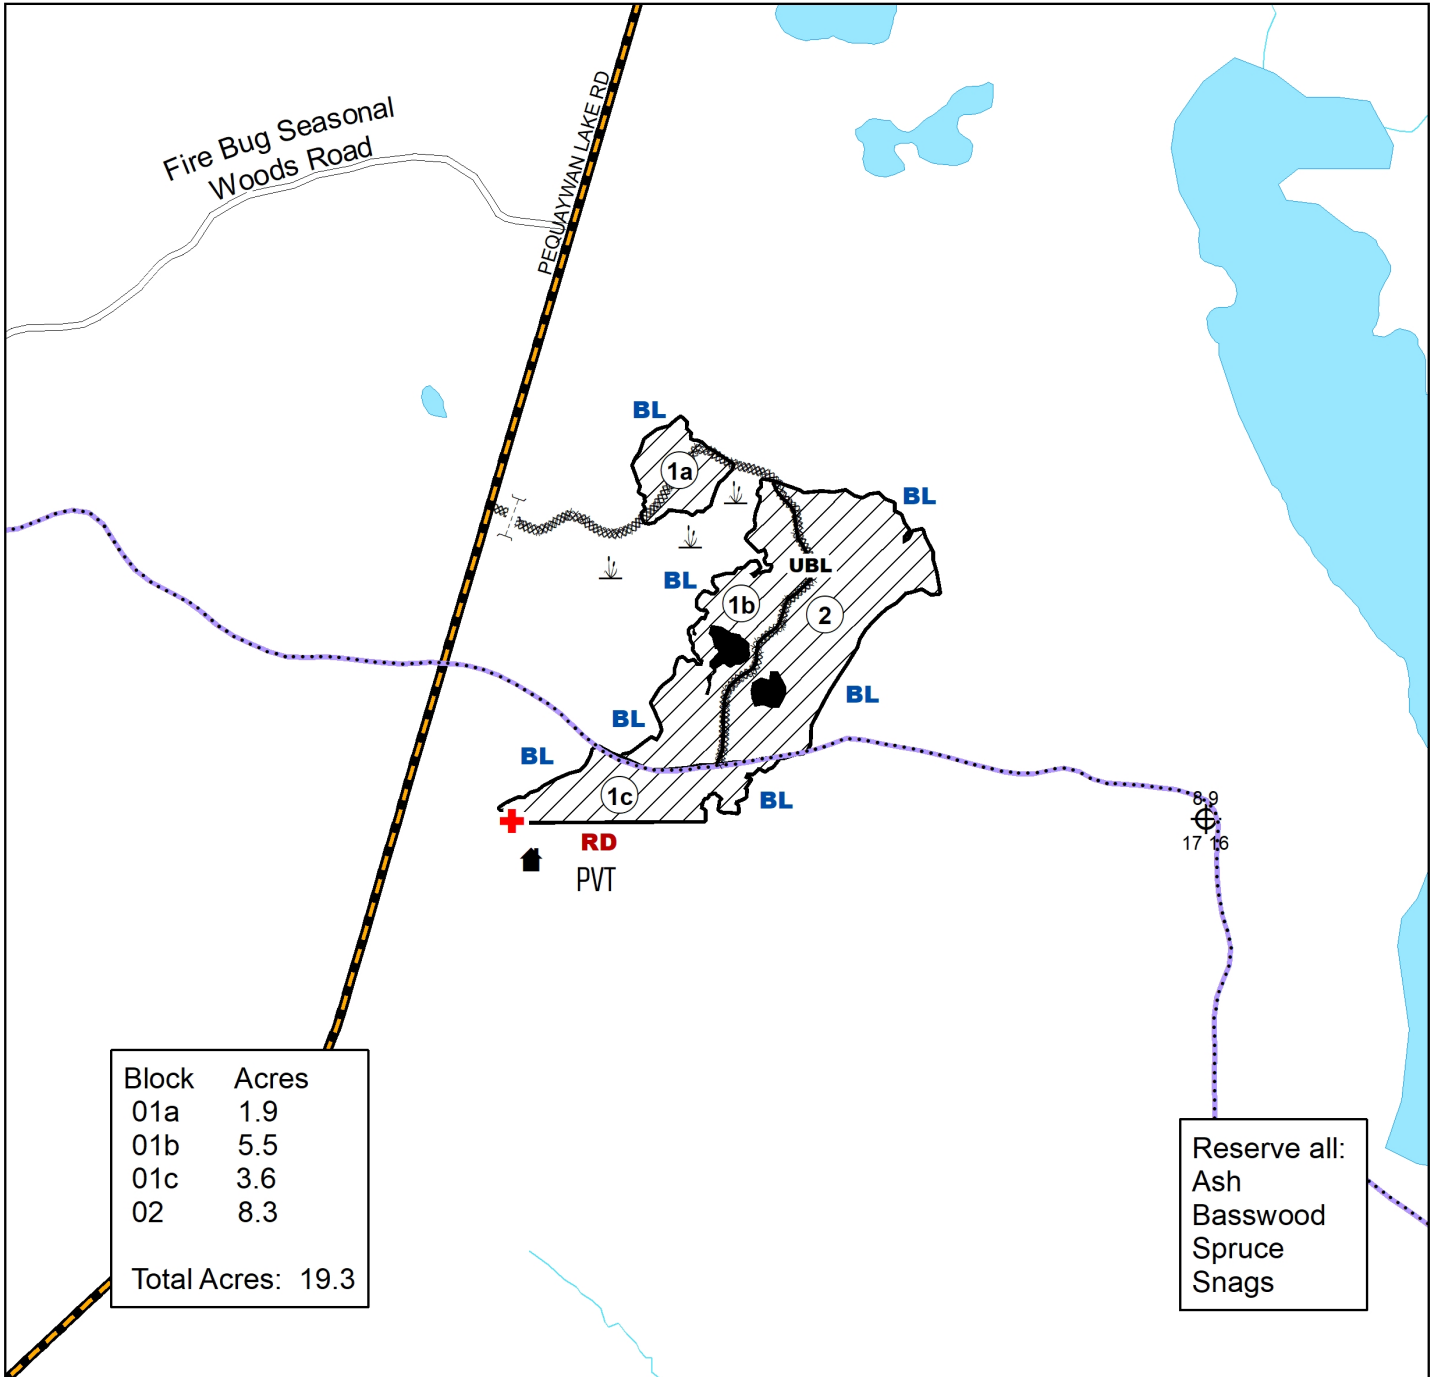 Fire Bug Seasonal
Woods Road
PEQUAYWAN LAKE RD
BL
1a
BL
UBL
BL
1b
2
BL
BL
BL
1c
BL
8 9
17 16
RD
PVT
Block Acres
01a 1.9
01b 5.5
01c 3.6
02 8.3
Total Acres: 19.3
Reserve all:
Ash
Basswood
Spruce
Snags